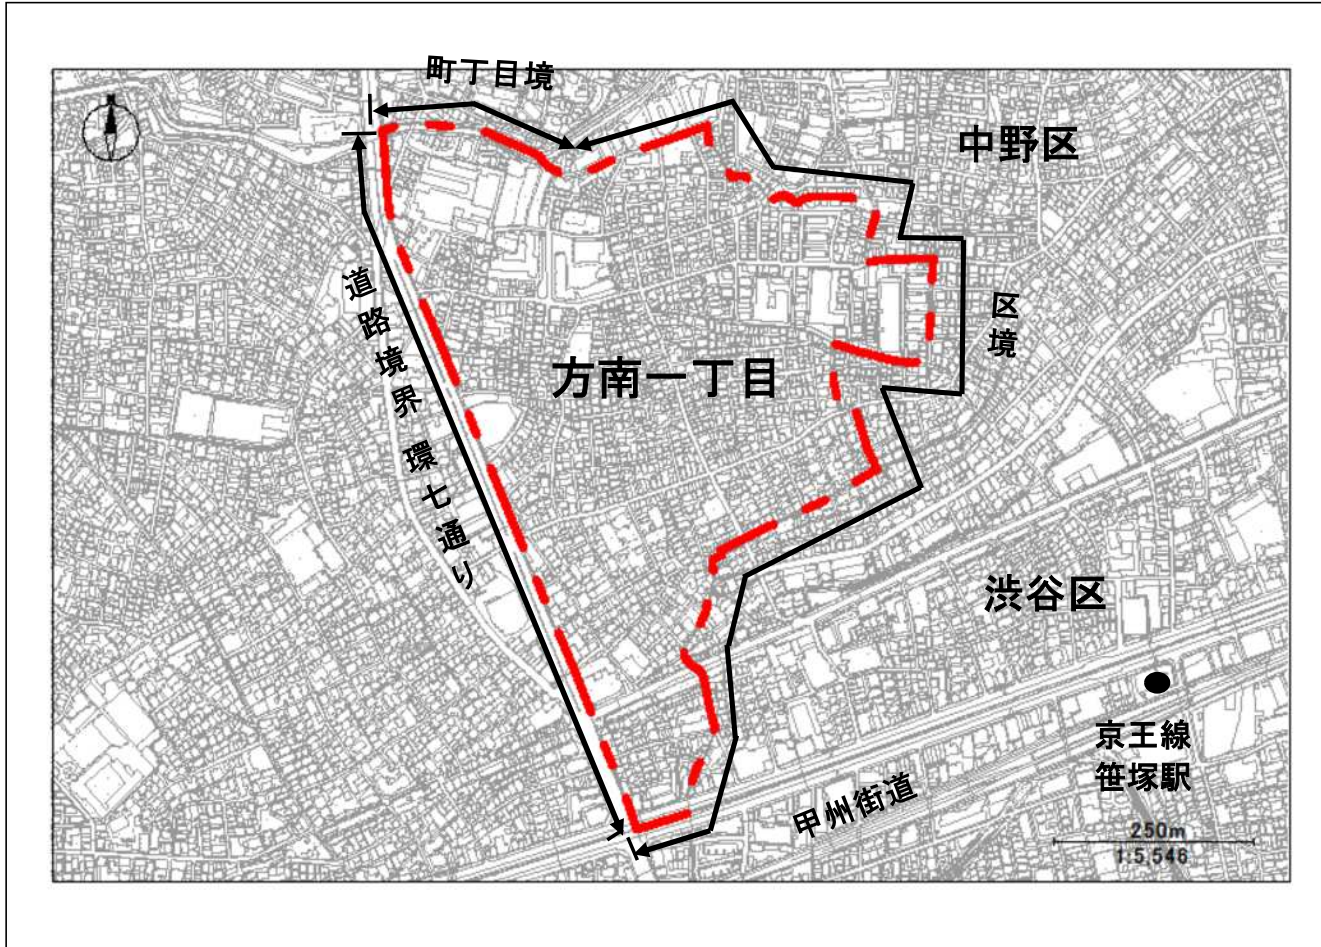 町丁目境
中野区
道路境界 環七通り
区境
方南一丁目
渋谷区
京王線
笹塚駅
甲州街道
250m
1:5,546